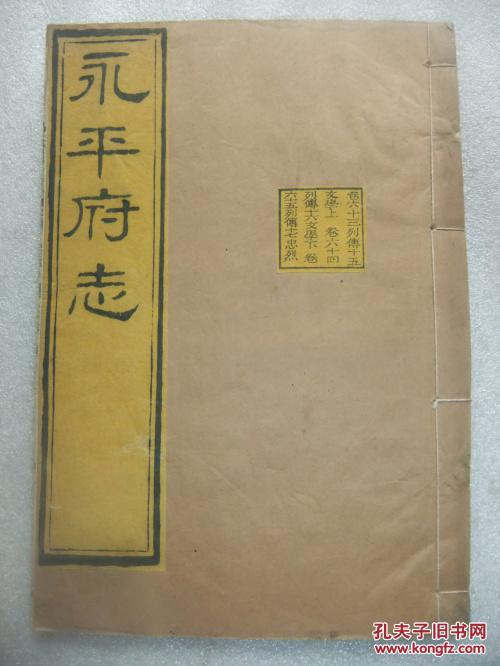 永平府志
卷六十三列傳十五
文學上 卷六十四
列傳十六文學下 卷
六十五列傳十七忠烈
孔夫子旧书网
www.kongfz.com